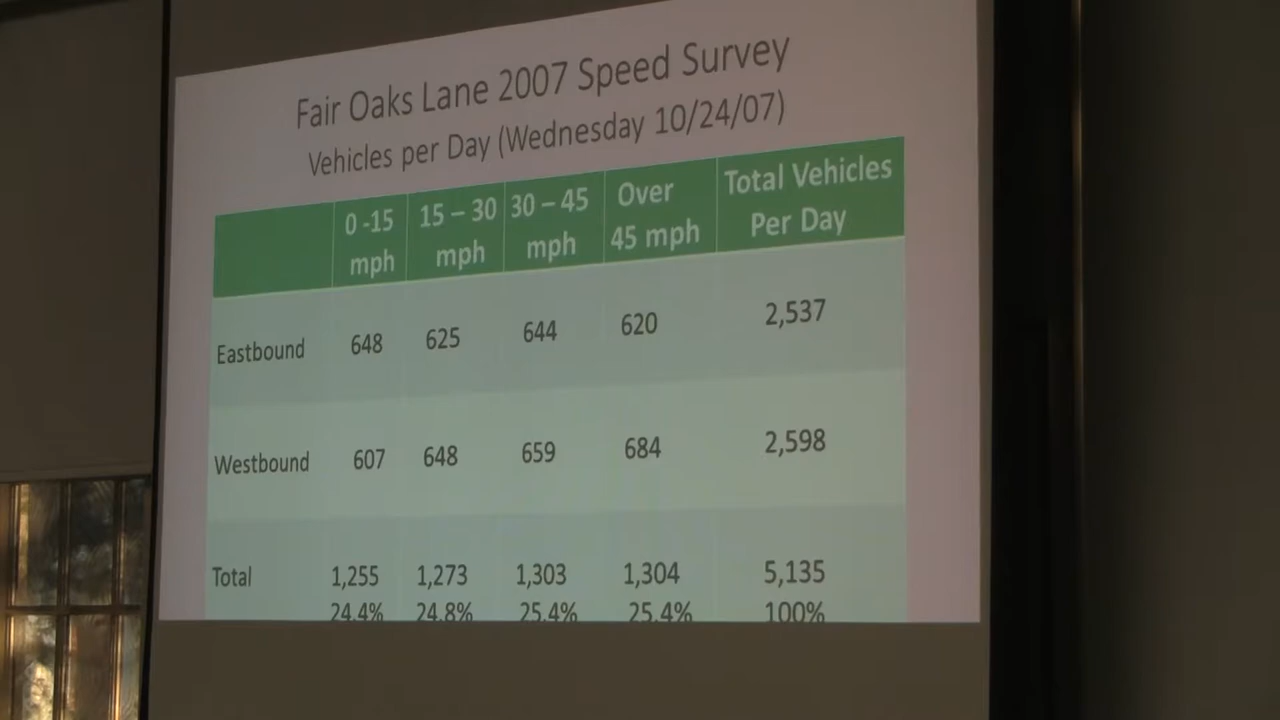 Fair Oaks Lane 2007 Speed Survey
Vehicles per Day (Wednesday 10/24/07)
0 -15 mph 15 – 30 mph 30 – 45 mph Over 45 mph Total Vehicles Per Day
Eastbound 648 625 644 620 2,537
Westbound 607 648 659 684 2,598
Total 1,255 1,273 1,303 1,304 5,135
24.4% 24.8% 25.4% 25.4% 100%